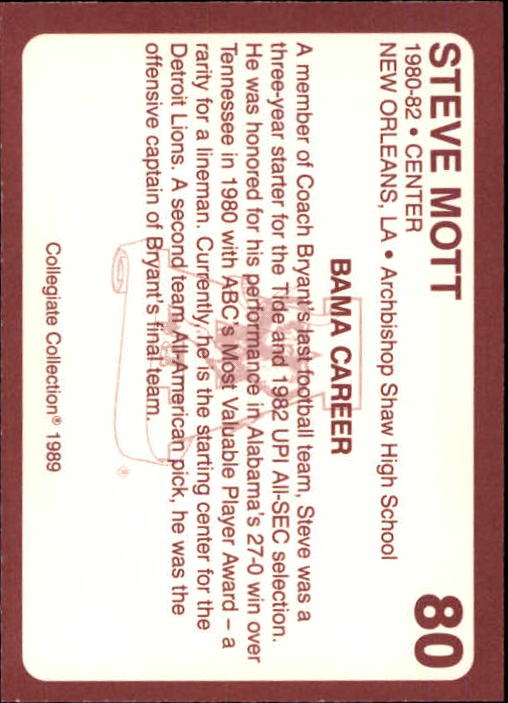 STEVE MOTT 80
1980-82 • CENTER
NEW ORLEANS, LA • Archbishop Shaw High School
BAMA CAREER
A member of Coach Bryant's last football team, Steve was a
three-year starter for the Tide and 1982 UPI All-SEC selection.
He was honored for his performance in Alabama's 27-0 win over
Tennessee in 1980 with ABC's Most Valuable Player Award – a
rarity for a lineman. Currently, he is the starting center for the
Detroit Lions. A second team All-American pick, he was the
offensive captain of Bryant's final team.
®
Collegiate Collection® 1989